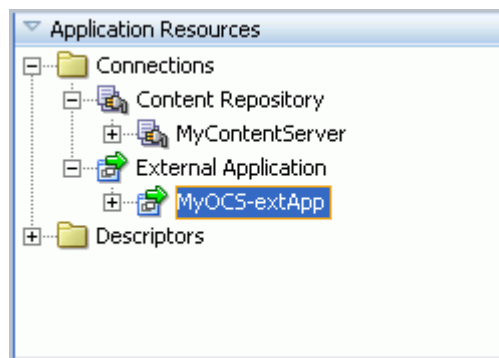 Application Resources
Connections
Content Repository
MyContentServer
External Application
MyOCS-extApp
Descriptors